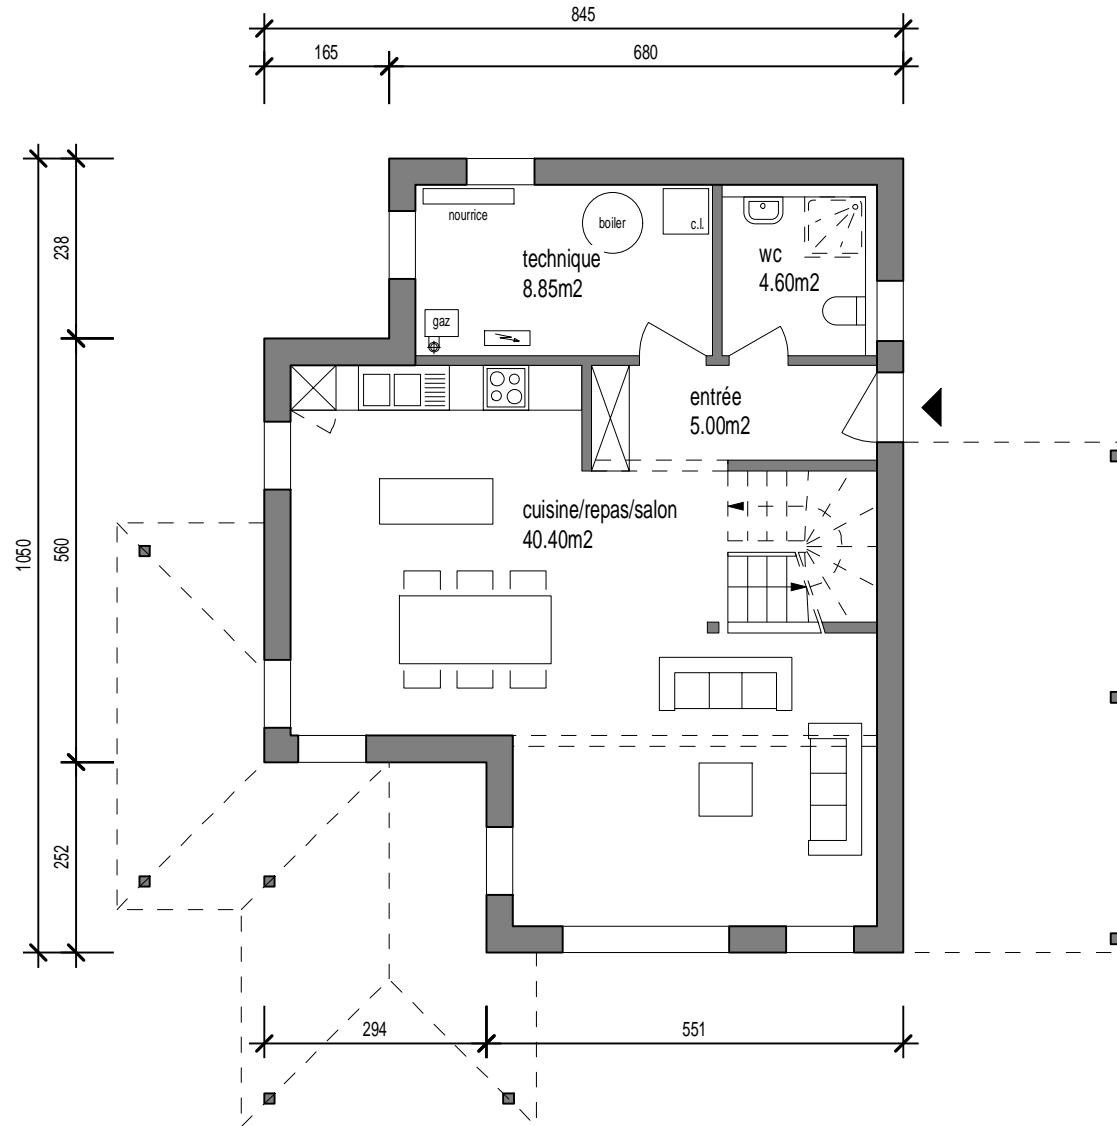 845
165
680
nourrice
boiler
c.l.
technique
8.85m2
wc
4.60m2
238
gaz
entrée
5.00m2
cuisine/repas/salon
40.40m2
1050
560
252
294
551